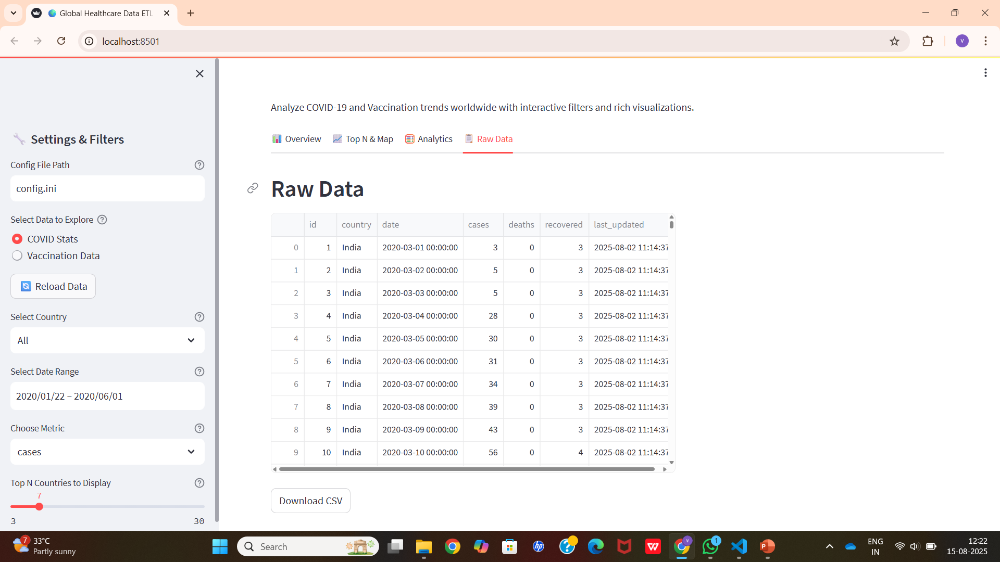 Global Healthcare Data ETL
localhost:8501
V
Settings & Filters
Config File Path
config.ini
Select Data to Explore
COVID Stats
Vaccination Data
Reload Data
Select Country
All
Select Date Range
2020/01/22 – 2020/06/01
Choose Metric
cases
Top N Countries to Display
7
3 30
Analyze COVID-19 and Vaccination trends worldwide with interactive filters and rich visualizations.
Overview Top N & Map Analytics Raw Data
Raw Data
id country date cases deaths recovered last_updated
0 1 India 2020-03-01 00:00:00 3 0 3 2025-08-02 11:14:37
1 2 India 2020-03-02 00:00:00 5 0 3 2025-08-02 11:14:37
2 3 India 2020-03-03 00:00:00 5 0 3 2025-08-02 11:14:37
3 4 India 2020-03-04 00:00:00 28 0 3 2025-08-02 11:14:37
4 5 India 2020-03-05 00:00:00 30 0 3 2025-08-02 11:14:37
5 6 India 2020-03-06 00:00:00 31 0 3 2025-08-02 11:14:37
6 7 India 2020-03-07 00:00:00 34 0 3 2025-08-02 11:14:37
7 8 India 2020-03-08 00:00:00 39 0 3 2025-08-02 11:14:37
8 9 India 2020-03-09 00:00:00 43 0 3 2025-08-02 11:14:37
9 10 India 2020-03-10 00:00:00 56 0 4 2025-08-02 11:14:37
Download CSV
7
33°C
Partly sunny
Search
hp
W
V
1
P
ENG
IN
12:22
15-08-2025